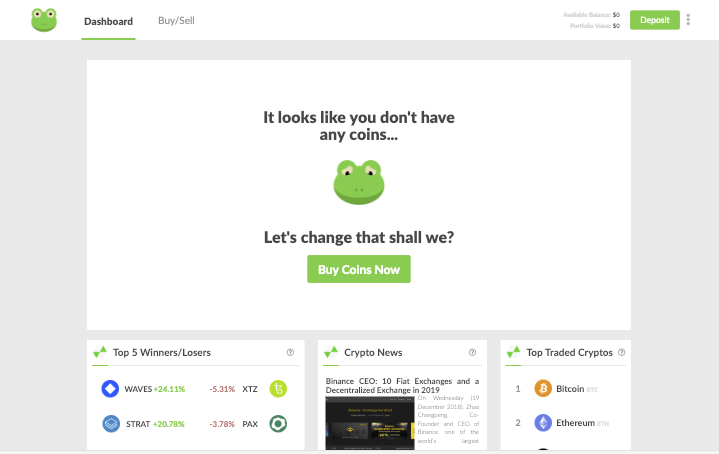 Dashboard
Buy/Sell
Available Balance: $0
Portfolio Value: $0
Deposit
It looks like you don't have
any coins...
Let's change that shall we?
Buy Coins Now
Top 5 Winners/Losers
WAVES +24.11%
-5.31% XTZ
STRAT +20.78%
-3.78% PAX
Crypto News
Binance CEO: 10 Fiat Exchanges and a
Decentralized Exchange in 2019
On Wednesday (19
December 2018), Zhao
Changpeng, Co-
Founder and CEO of
Binance, one of the
world's largest
Top Traded Cryptos
1 Bitcoin BTC
2 Ethereum ETH